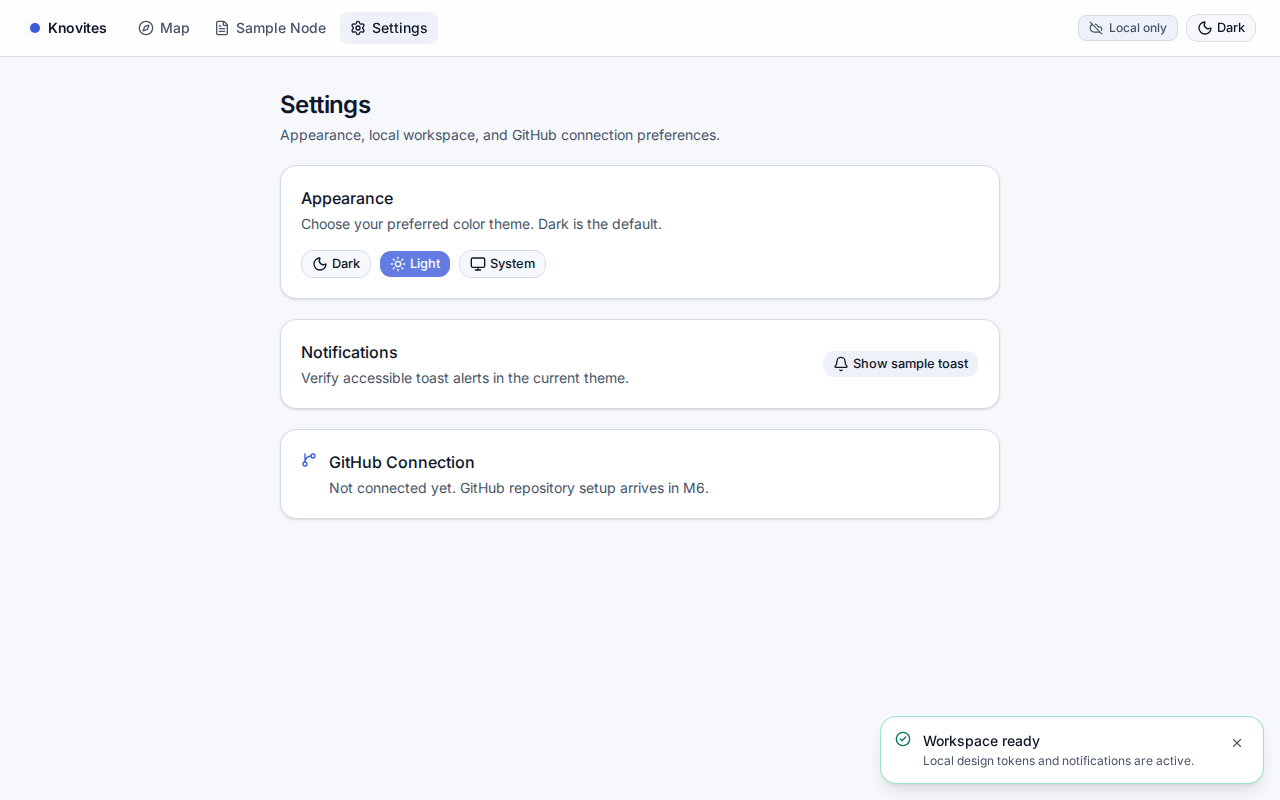 Knovites
Map
Sample Node
Settings
Local only
Dark
Settings
Appearance, local workspace, and GitHub connection preferences.
Appearance
Choose your preferred color theme. Dark is the default.
Dark
Light
System
Notifications
Verify accessible toast alerts in the current theme.
Show sample toast
GitHub Connection
Not connected yet. GitHub repository setup arrives in M6.
Workspace ready
Local design tokens and notifications are active.